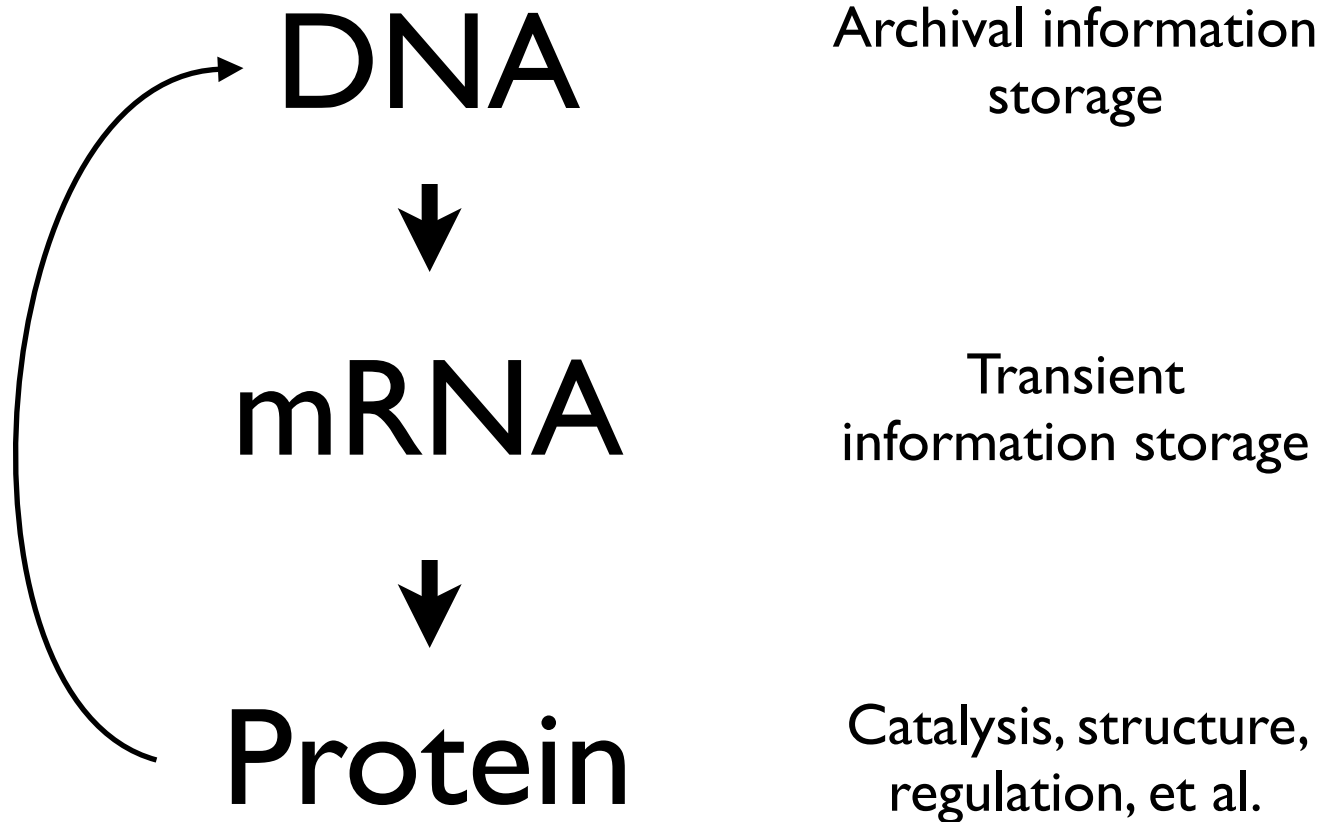 DNA
Archival information
storage
mRNA
Transient
information storage
Protein
Catalysis, structure,
regulation, et al.